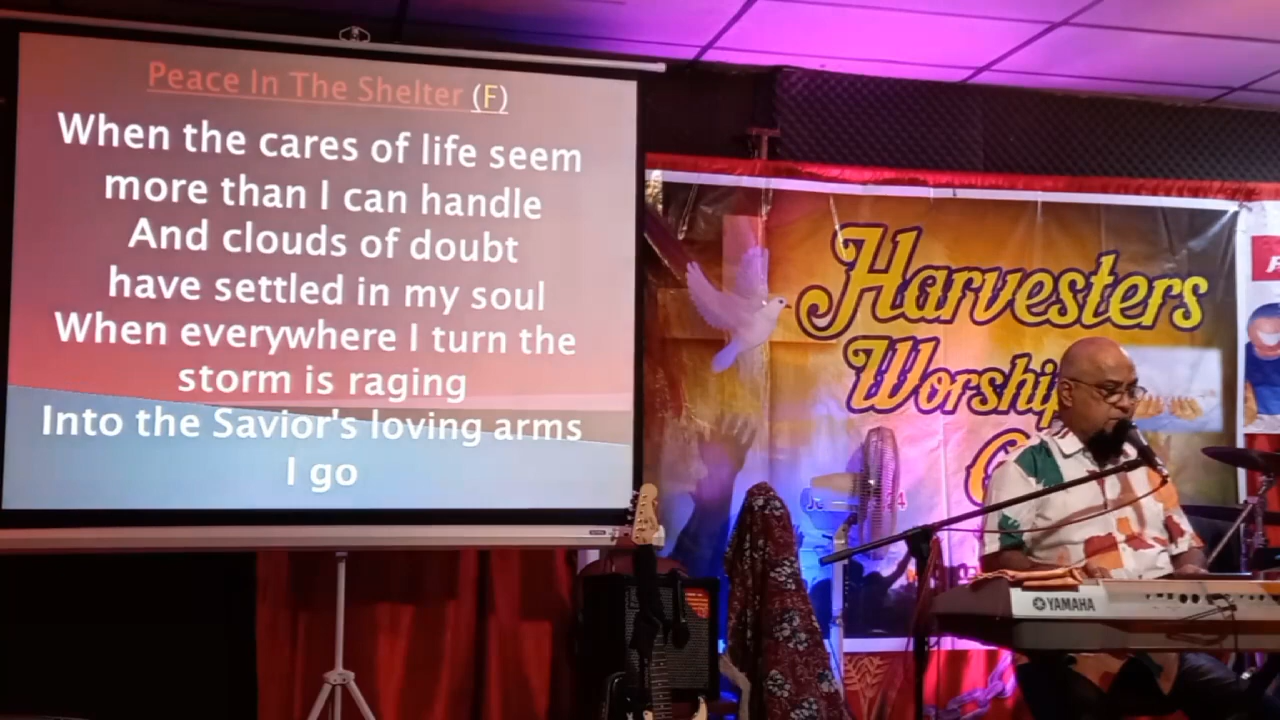 Peace In The Shelter (F)
When the cares of life seem
more than I can handle
And clouds of doubt
have settled in my soul
When everywhere I turn the
storm is raging
Into the Savior's loving arms
I go
Harvesters
Worship
YAMAHA